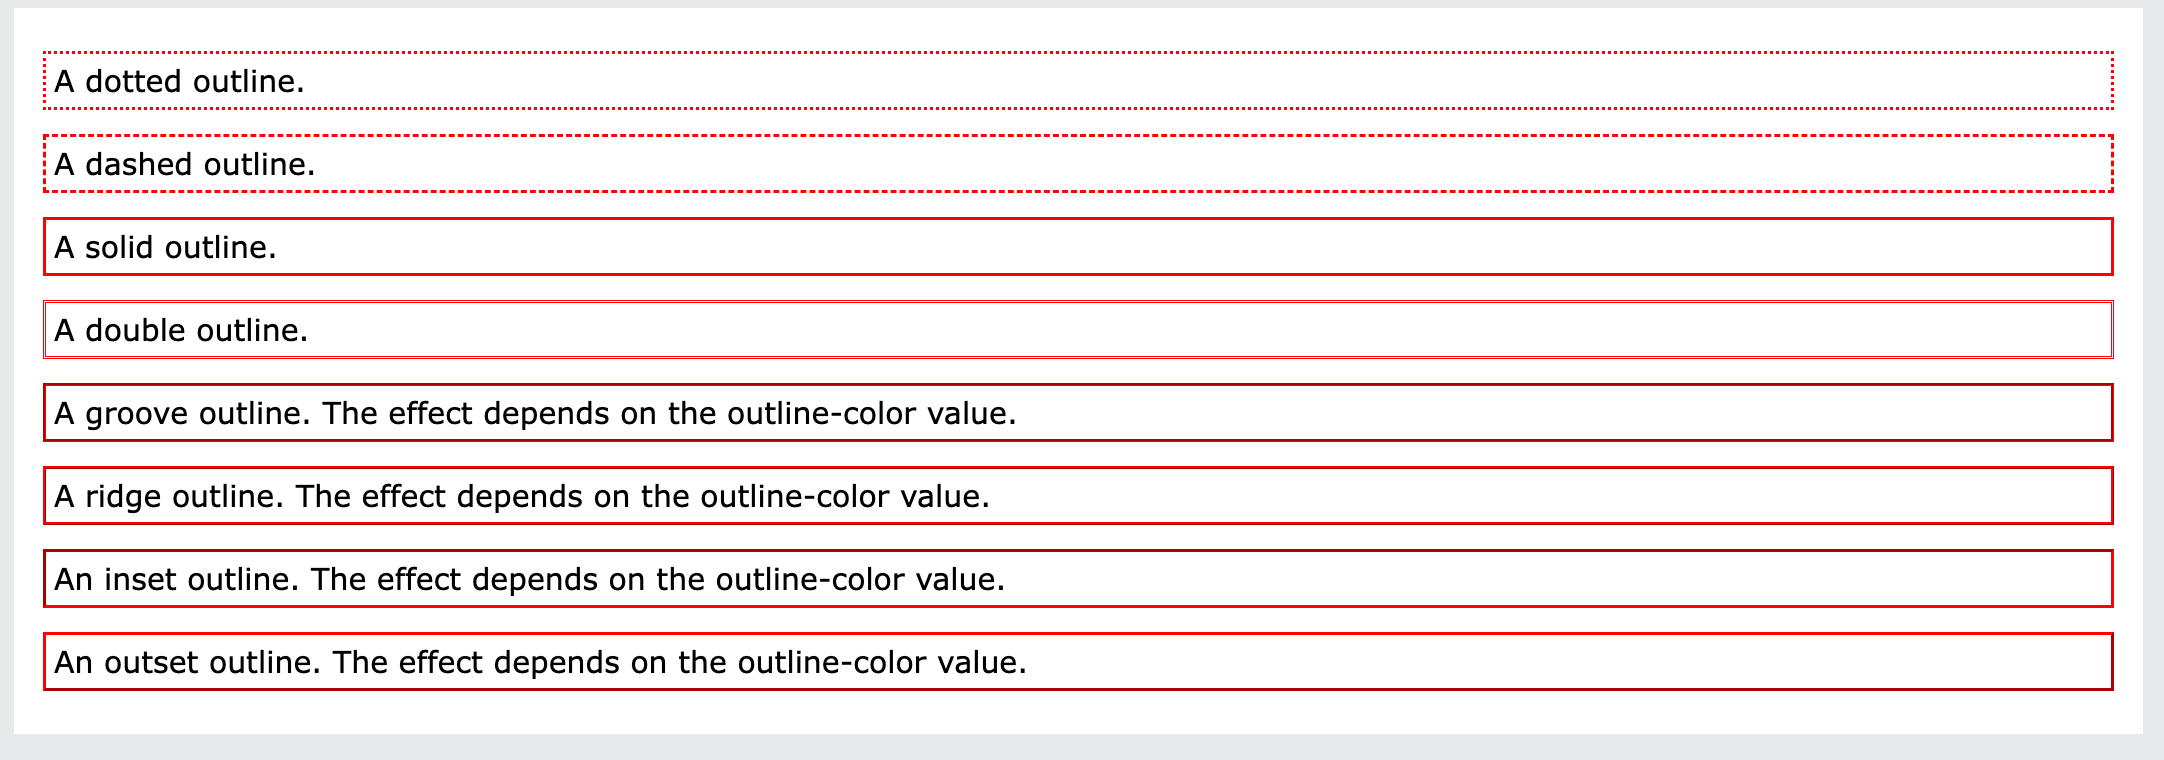 A dotted outline.
A dashed outline.
A solid outline.
A double outline.
A groove outline. The effect depends on the outline-color value.
A ridge outline. The effect depends on the outline-color value.
An inset outline. The effect depends on the outline-color value.
An outset outline. The effect depends on the outline-color value.